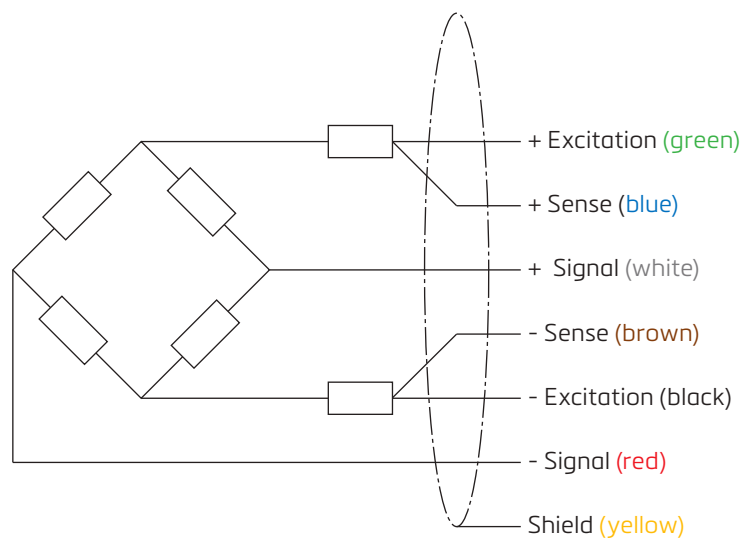 + Excitation (green)
+ Sense (blue)
+ Signal (white)
- Sense (brown)
- Excitation (black)
- Signal (red)
Shield (yellow)